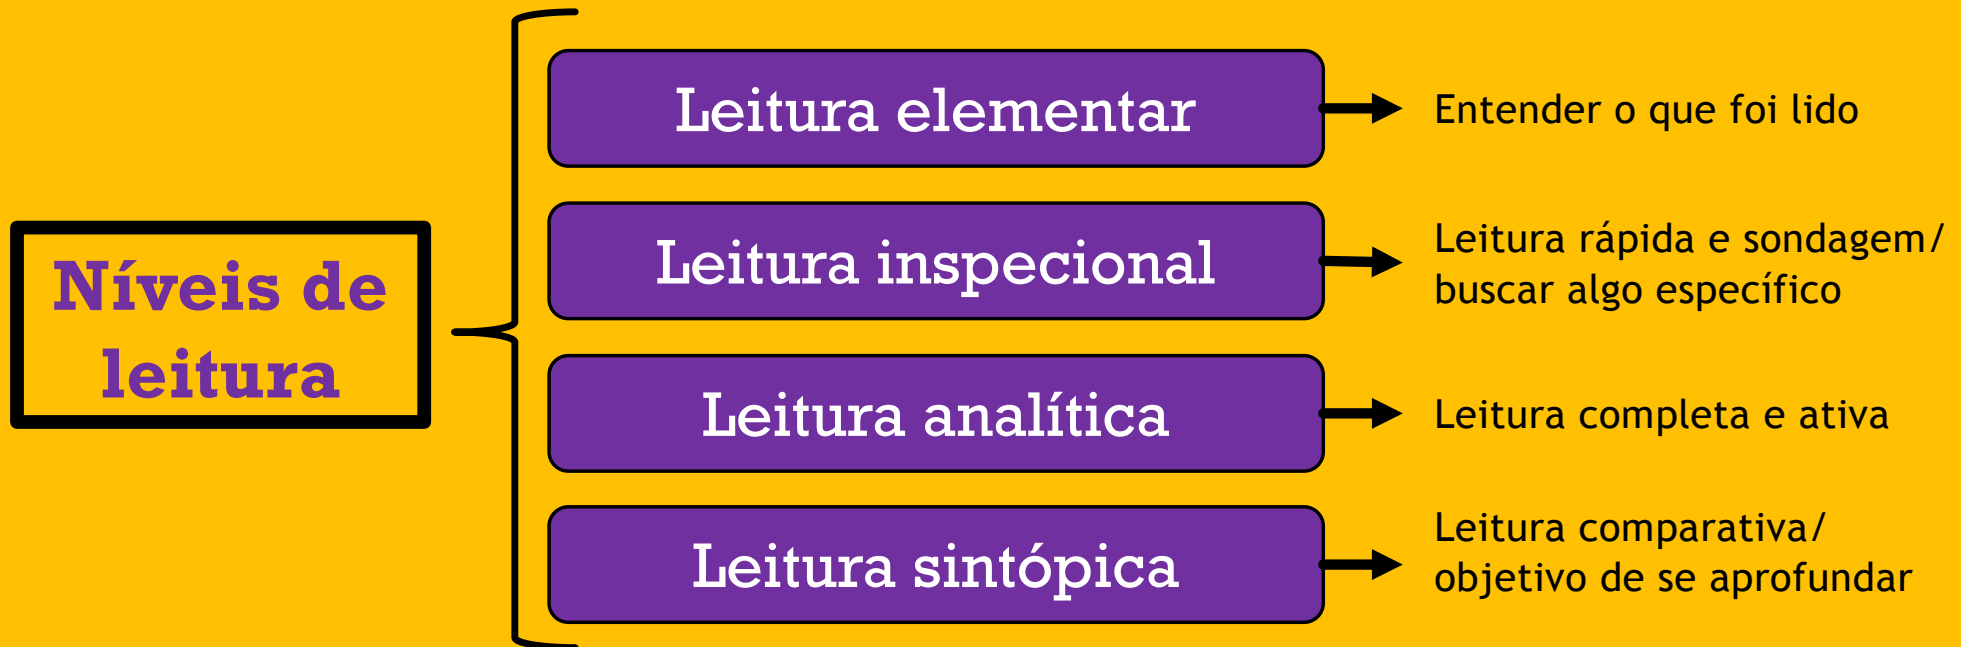 Níveis de
leitura
Leitura elementar
Entender o que foi lido
Leitura inspecional
Leitura rápida e sondagem/
buscar algo específico
Leitura analítica
Leitura completa e ativa
Leitura sintópica
Leitura comparativa/
objetivo de se aprofundar